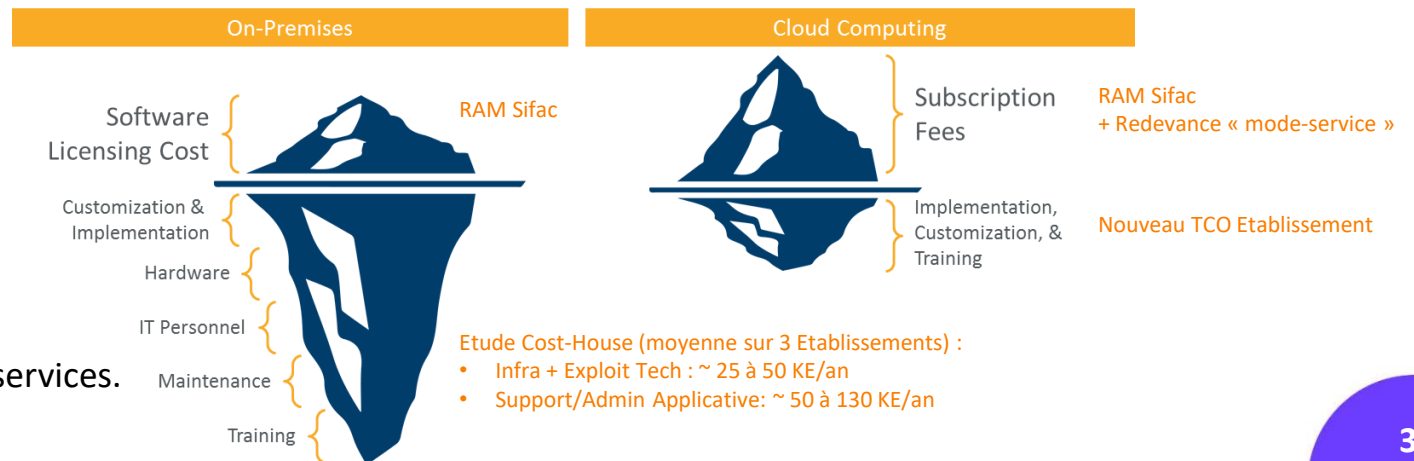 On-Premises
Cloud Computing
Software
Licensing Cost
RAM Sifac
Subscription
Fees
RAM Sifac
+ Redevance « mode-service »
Customization &
Implementation
Hardware
IT Personnel
Maintenance
Training
Implementation,
Customization, &
Training
Nouveau TCO Etablissement
Etude Cost-House (moyenne sur 3 Etablissements) :
• Infra + Exploit Tech : ~ 25 à 50 KE/an
• Support/Admin Applicative: ~ 50 à 130 KE/an
services.
3